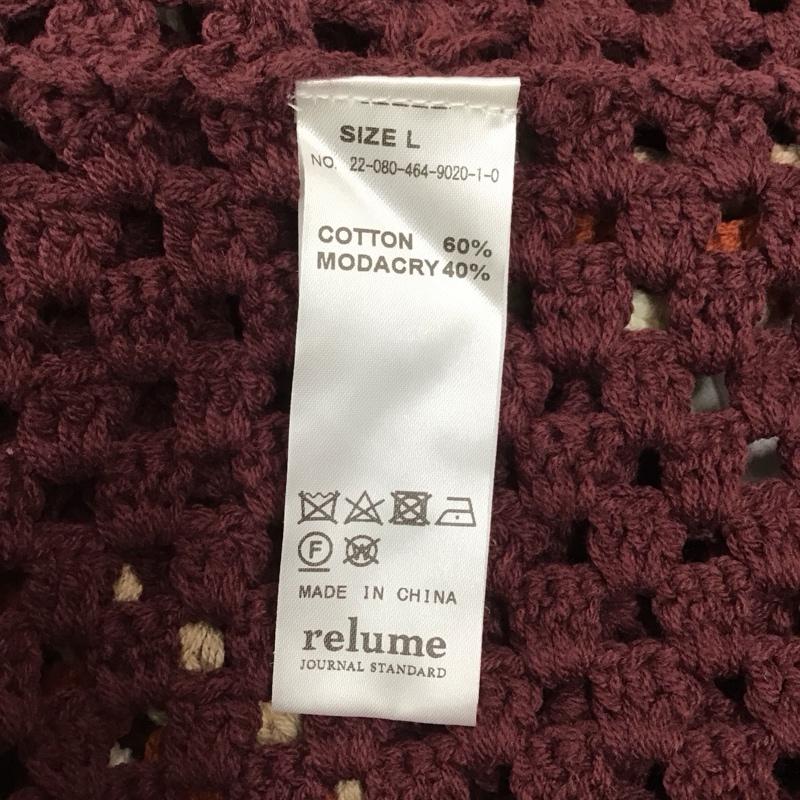 SIZE L
NO. 22-080-464-9020-1-0
COTTON 60%
MODACRY 40%
F W
MADE IN CHINA
relume
JOURNAL STANDARD